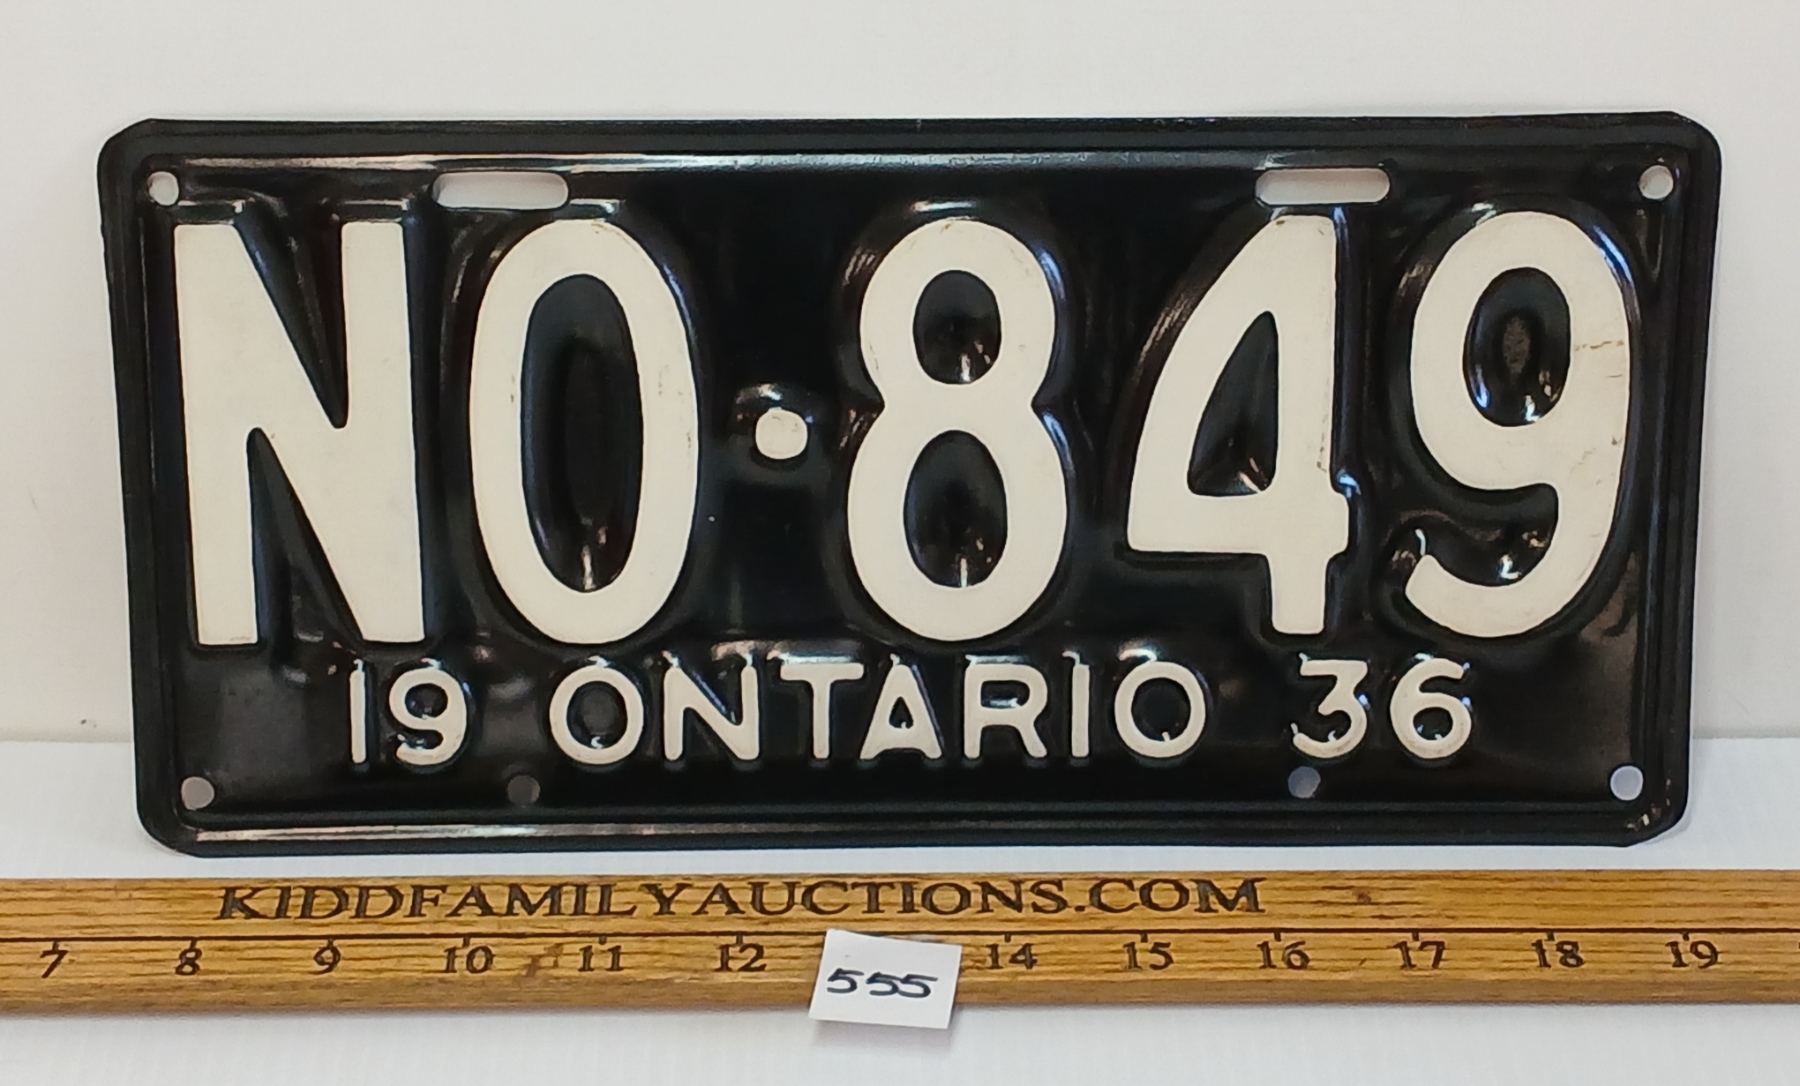 NO·849
19 ONTARIO 36
KIDDFAMILYAUCTIONS.COM
7 8 9 10 11 12 14 15 16 17 18 19
555